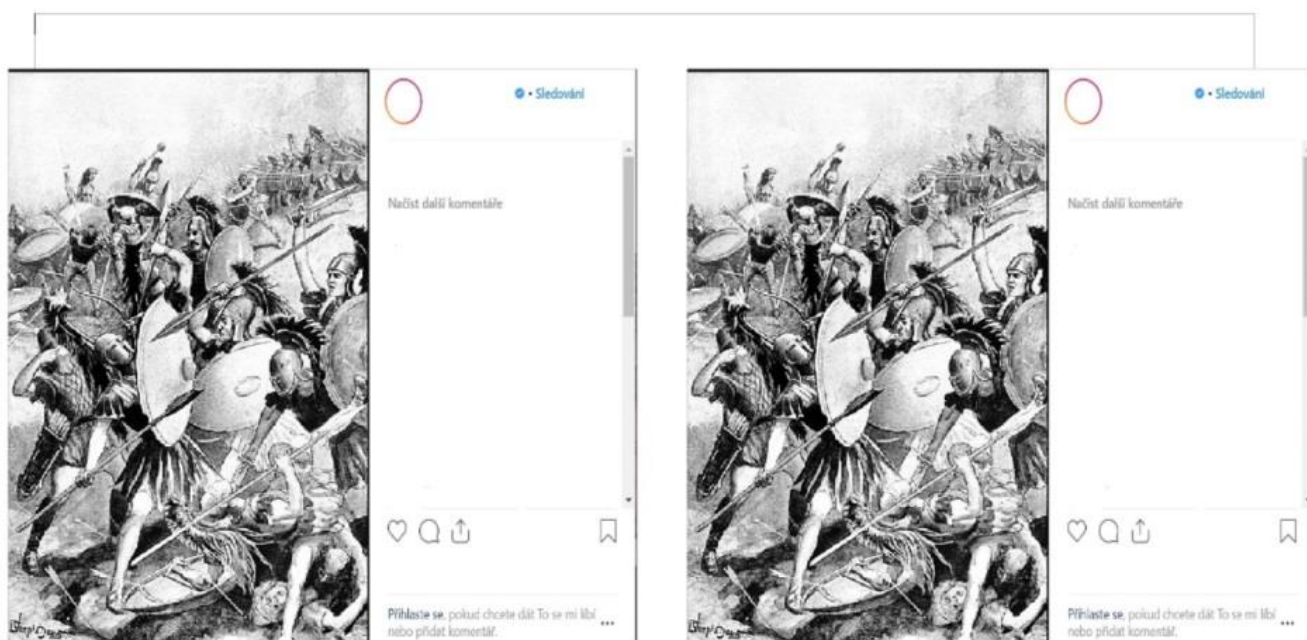 • Sledování
Načíst další komentáře
Přihlaste se, pokud chcete dát To se mi líbí
nebo přidat komentář.
• Sledování
Načíst další komentáře
Přihlaste se, pokud chcete dát To se mi líbí
nebo přidat komentář.